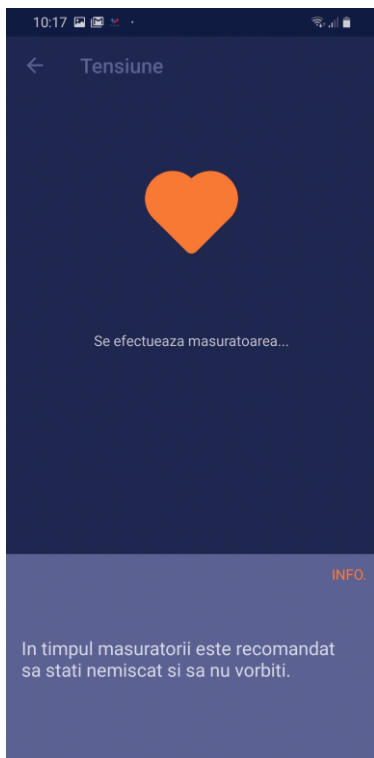 10:17
Tensiune
Se efectueaza masuratoarea...
INFO.
In timpul masuratorii este recomandat
sa stati nemiscat si sa nu vorbiti.